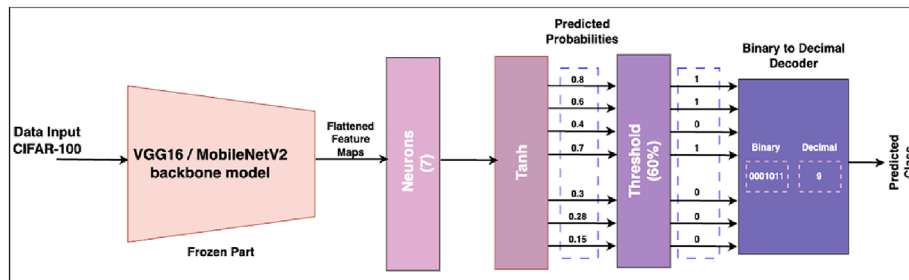 Data Input
CIFAR-100
VGG16 / MobileNetV2
backbone model
Frozen Part
Flattened
Feature
Maps
Neurons
(7)
Tanh
Predicted
Probabilities
0.8
0.6
0.4
0.7
0.3
0.28
0.15
Threshold
(60%)
1
1
0
1
0
0
0
Binary to Decimal
Decoder
Binary
Decimal
0001011
9
Predicted
Class